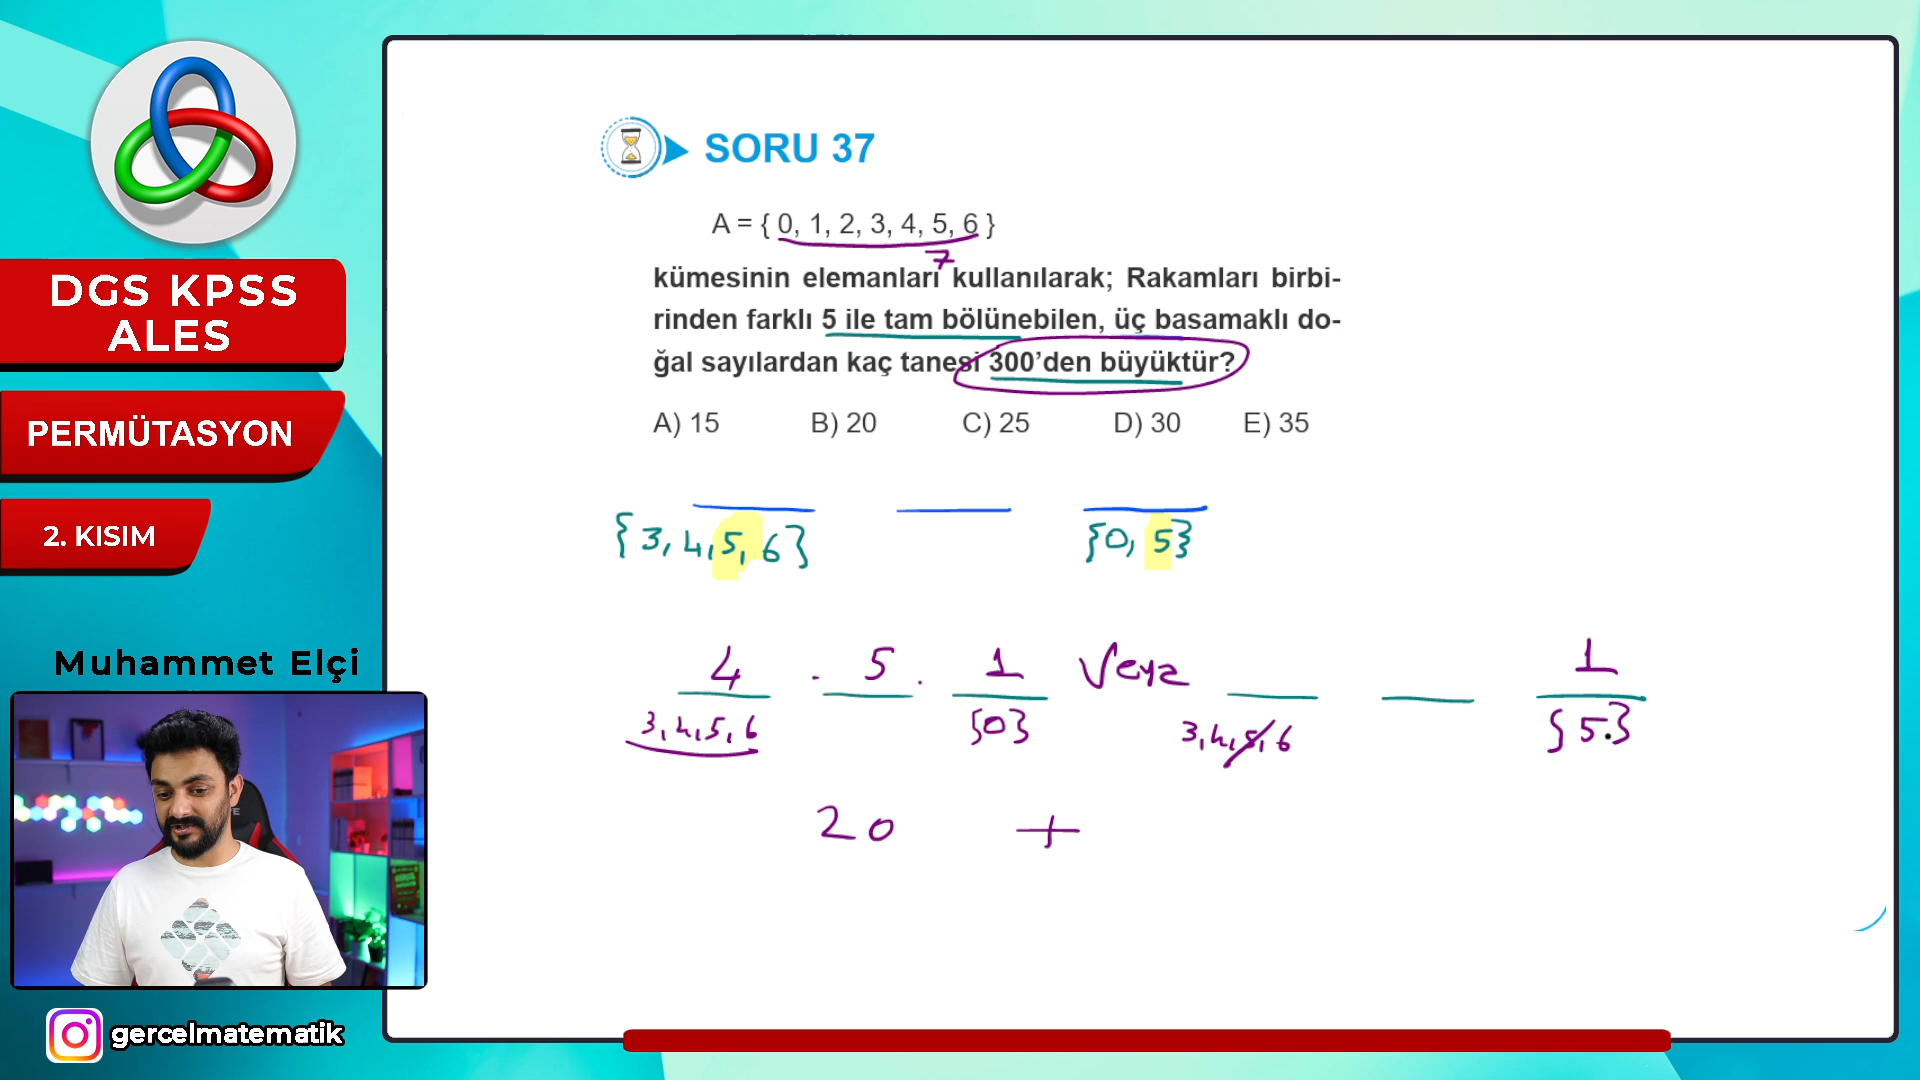 DGS KPSS
ALES
PERMÜTASYON
2. KISIM
Muhammet Elçi
gercelmatematik
SORU 37
A = { 0, 1, 2, 3, 4, 5, 6 }
7
kümesinin elemanları kullanılarak; Rakamları birbi-
rinden farklı 5 ile tam bölünebilen, üç basamaklı do-
ğal sayılardan kaç tanesi 300’den büyüktür?
A) 15 B) 20 C) 25 D) 30 E) 35
{3, 4, 5, 6} {0, 5}
4 . 5 . 1 Veya 1
3, 4, 5, 6 {0} 3, 4, 5, 6 {5}
20 +